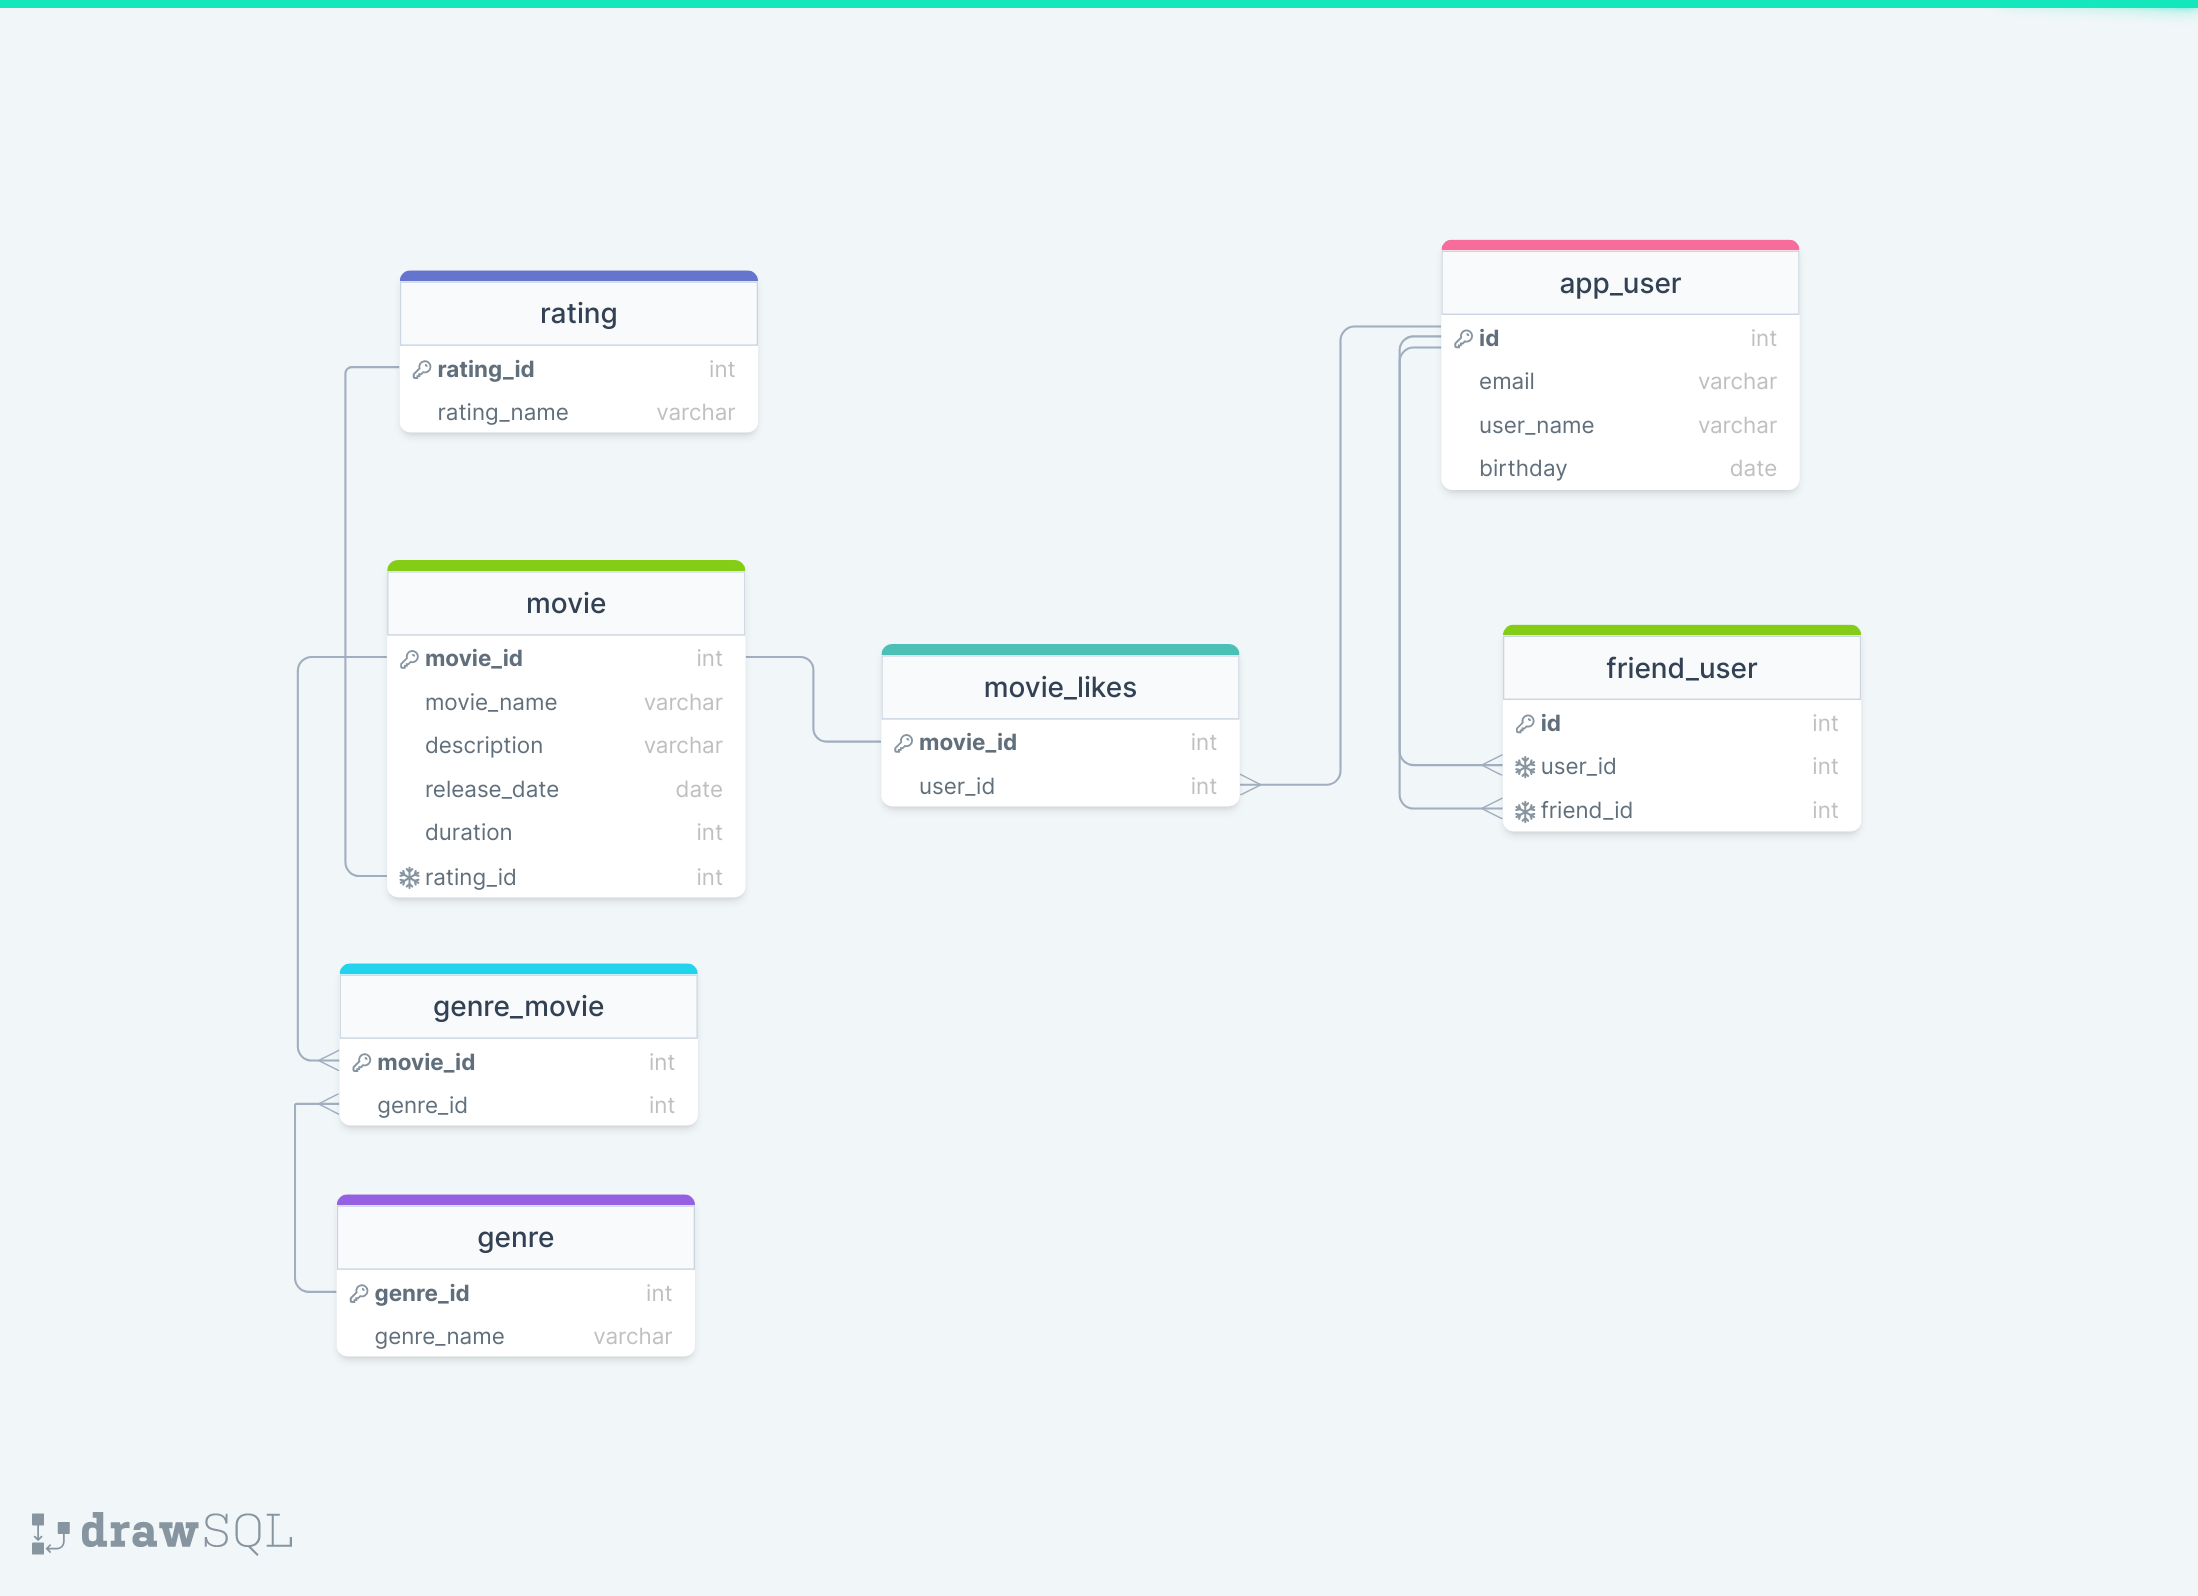 rating
rating_id int
rating_name varchar
app_user
id int
email varchar
user_name varchar
birthday date
movie
movie_id int
movie_name varchar
description varchar
release_date date
duration int
rating_id int
movie_likes
movie_id int
user_id int
friend_user
id int
user_id int
friend_id int
genre_movie
movie_id int
genre_id int
genre
genre_id int
genre_name varchar
drawSQL